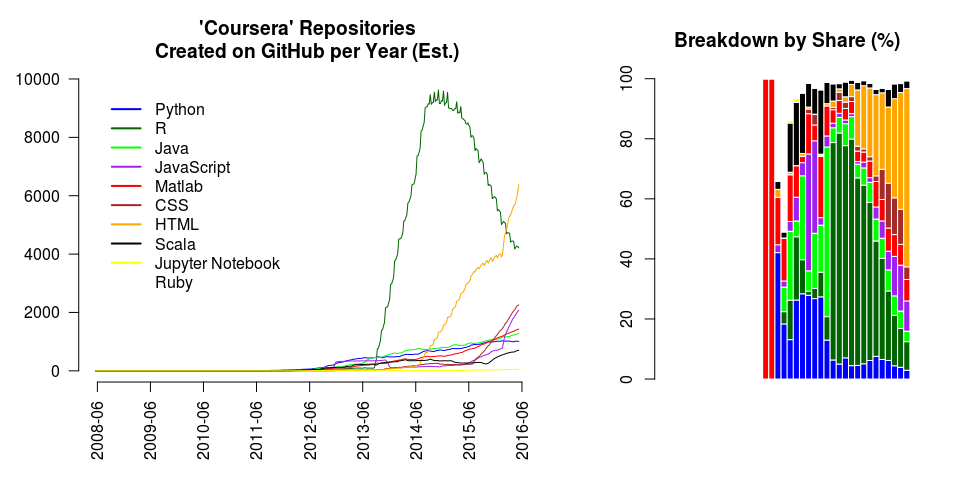 'Coursera' Repositories
Created on GitHub per Year (Est.)
10000
8000
6000
4000
2000
0
Python
R
Java
JavaScript
Matlab
CSS
HTML
Scala
Jupyter Notebook
Ruby
2008-06
2009-06
2010-06
2011-06
2012-06
2013-06
2014-06
2015-06
2016-06
Breakdown by Share (%)
100
80
60
40
20
0